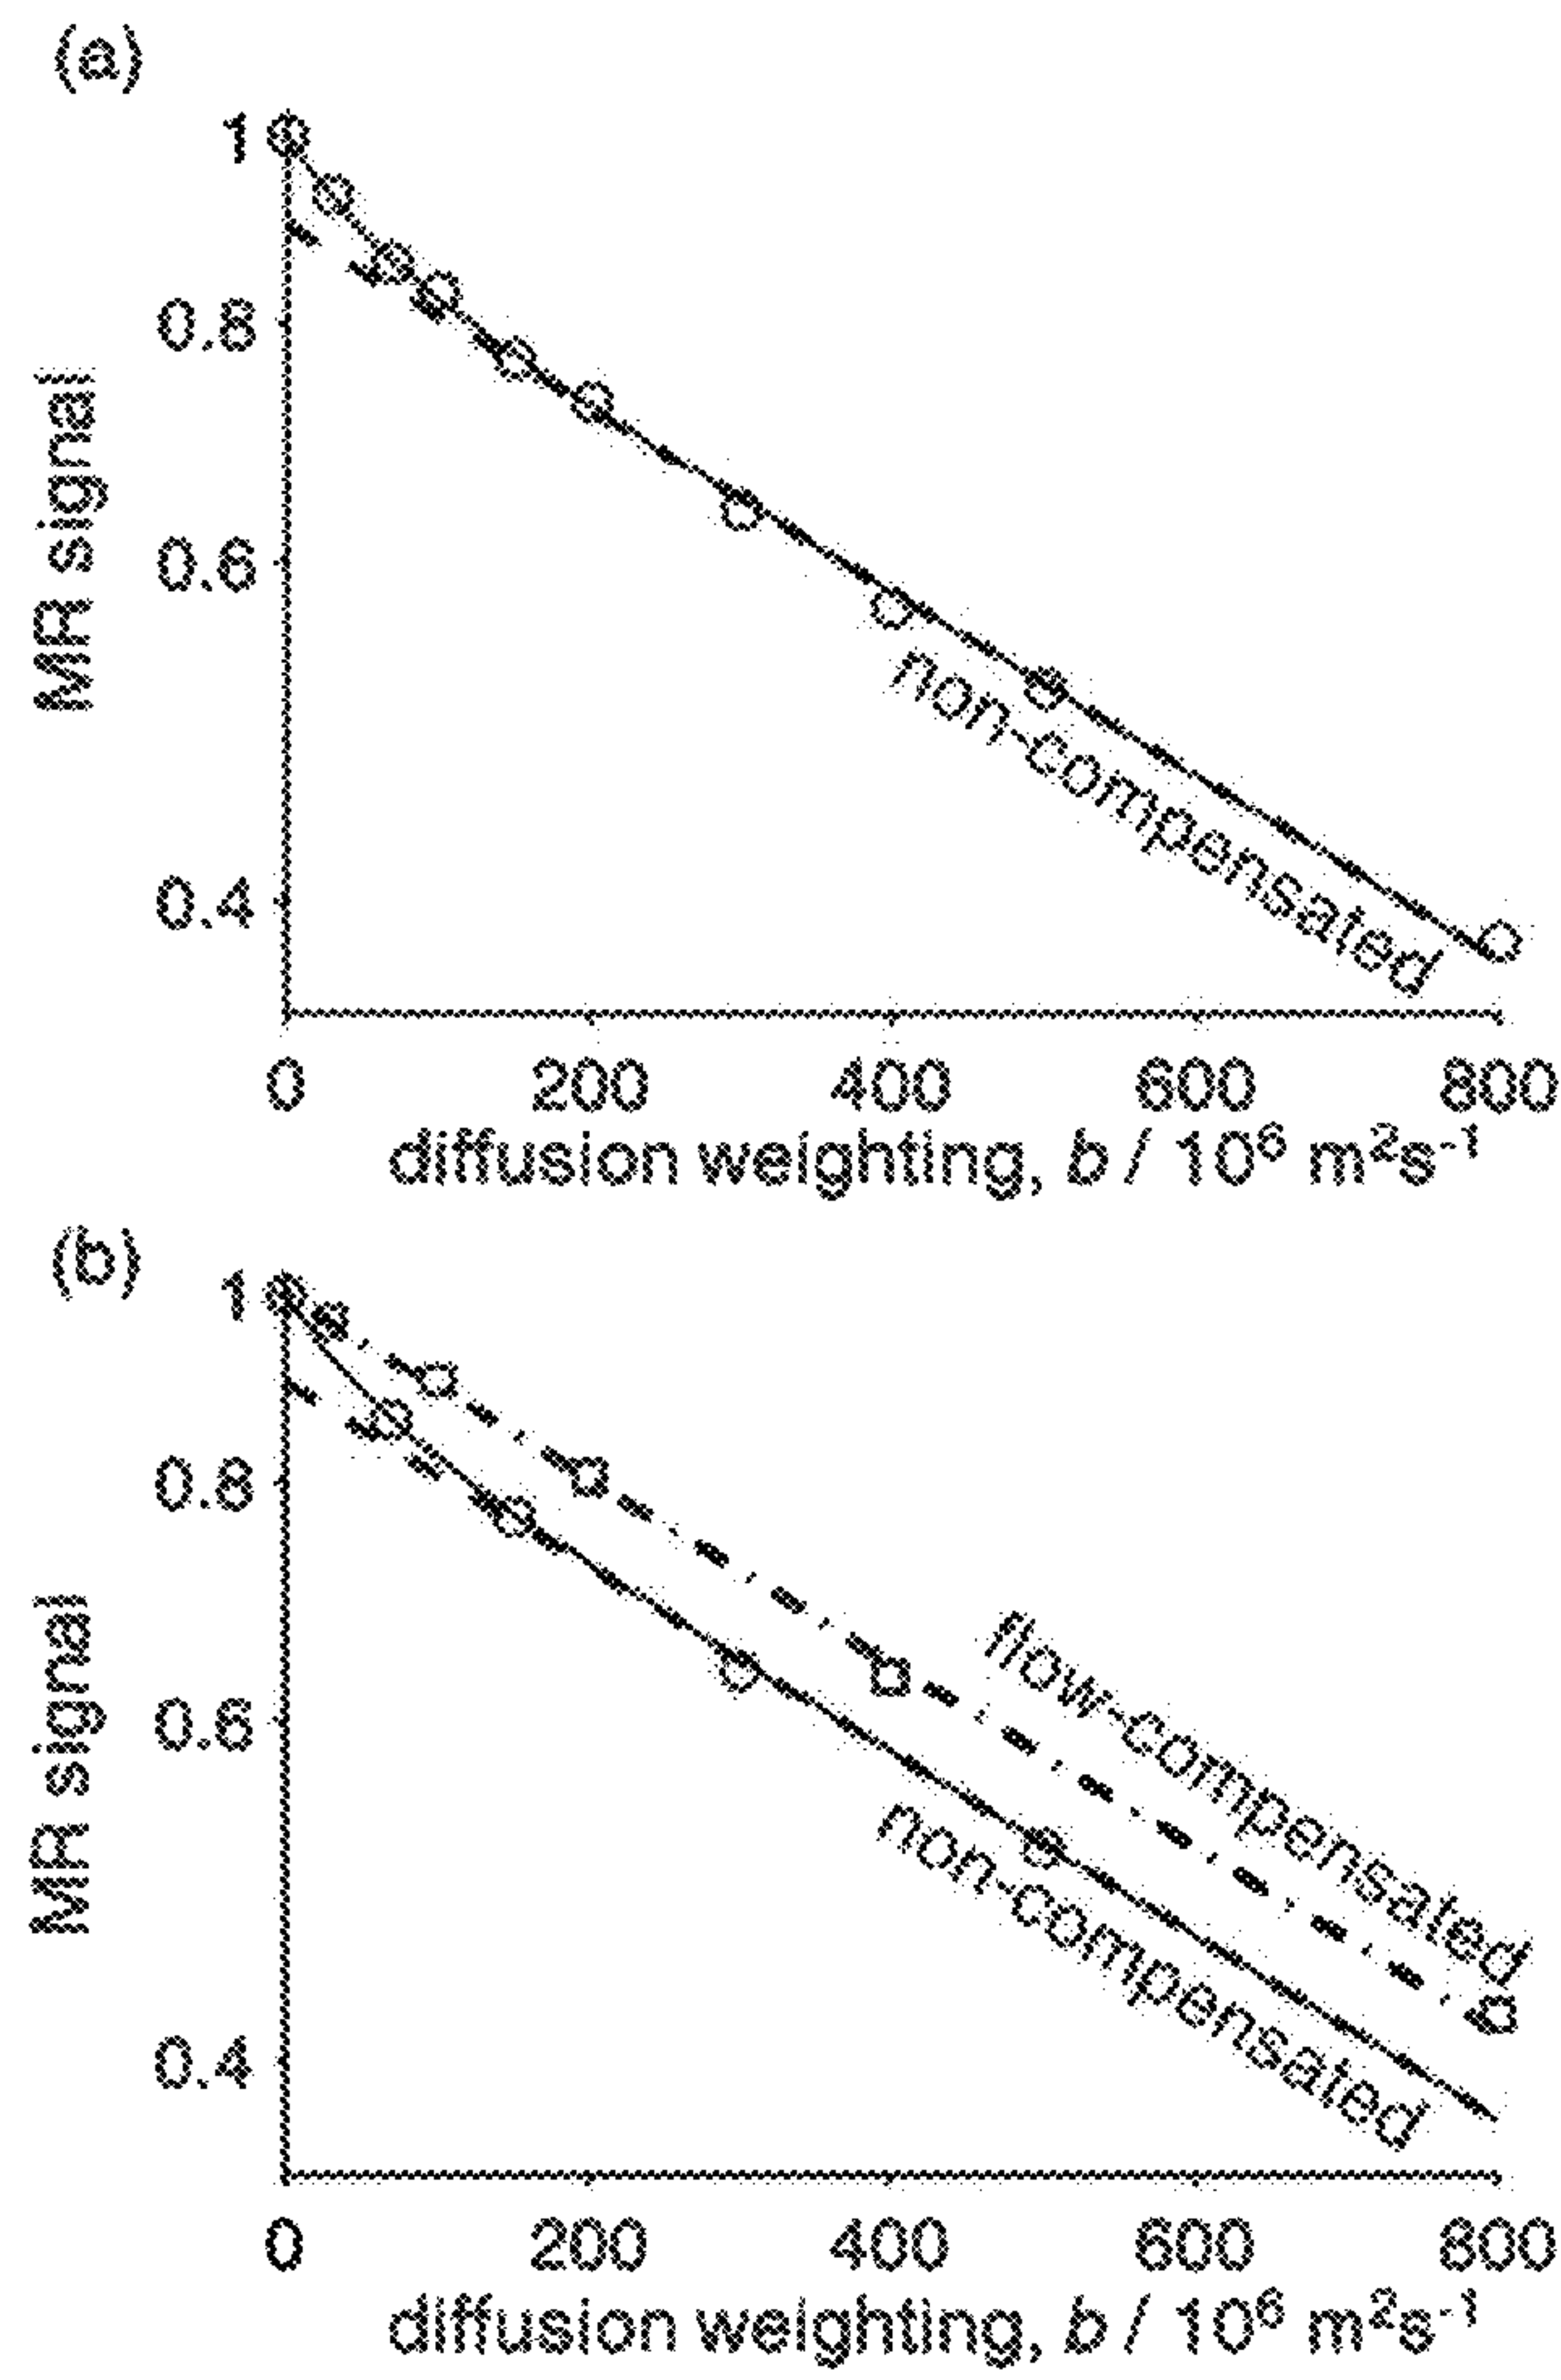 (a)
1
0.8
0.6
0.4
MR signal
non-compensated
0 200 400 600 800
diffusion weighting, b / 10⁶ m²s⁻¹
(b)
1
0.8
0.6
0.4
MR signal
flow-compensated
non-compensated
0 200 400 600 800
diffusion weighting, b / 10⁶ m²s⁻¹